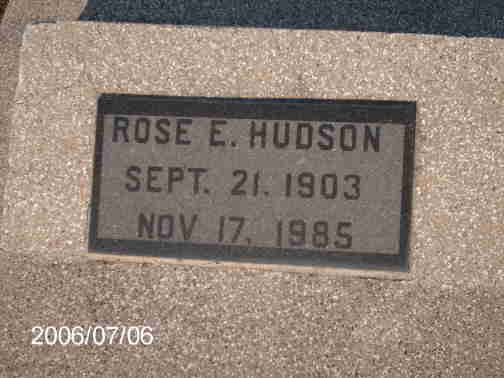 ROSE E. HUDSON
SEPT. 21. 1903
NOV 17, 1985
2006/07/06